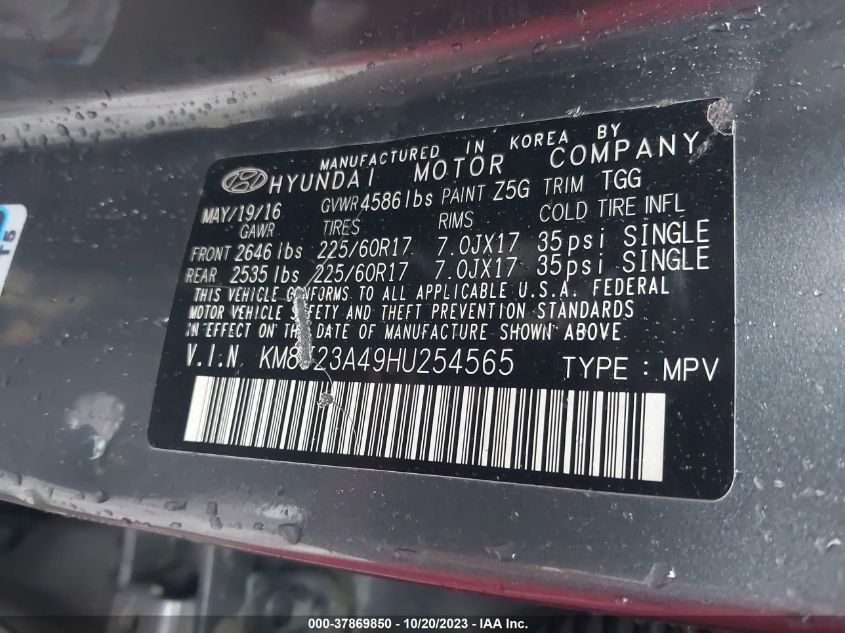 MANUFACTURED IN KOREA BY
HYUNDAI MOTOR COMPANY
MAY/19/16 GVWR 4586lbs PAINT Z5G TRIM TGG
GAWR TIRES RIMS COLD TIRE INFL
FRONT 2646 lbs 225/60R17 7.0JX17 35psi SINGLE
REAR 2535 lbs 225/60R17 7.0JX17 35psi SINGLE
THIS VEHICLE CONFORMS TO ALL APPLICABLE U.S.A. FEDERAL
MOTOR VEHICLE SAFETY AND THEFT PREVENTION STANDARDS
IN EFFECT ON THE DATE OF MANUFACTURE SHOWN ABOVE
V.I.N TYPE : MPV
000-37869850 - 10/20/2023 - IAA Inc.